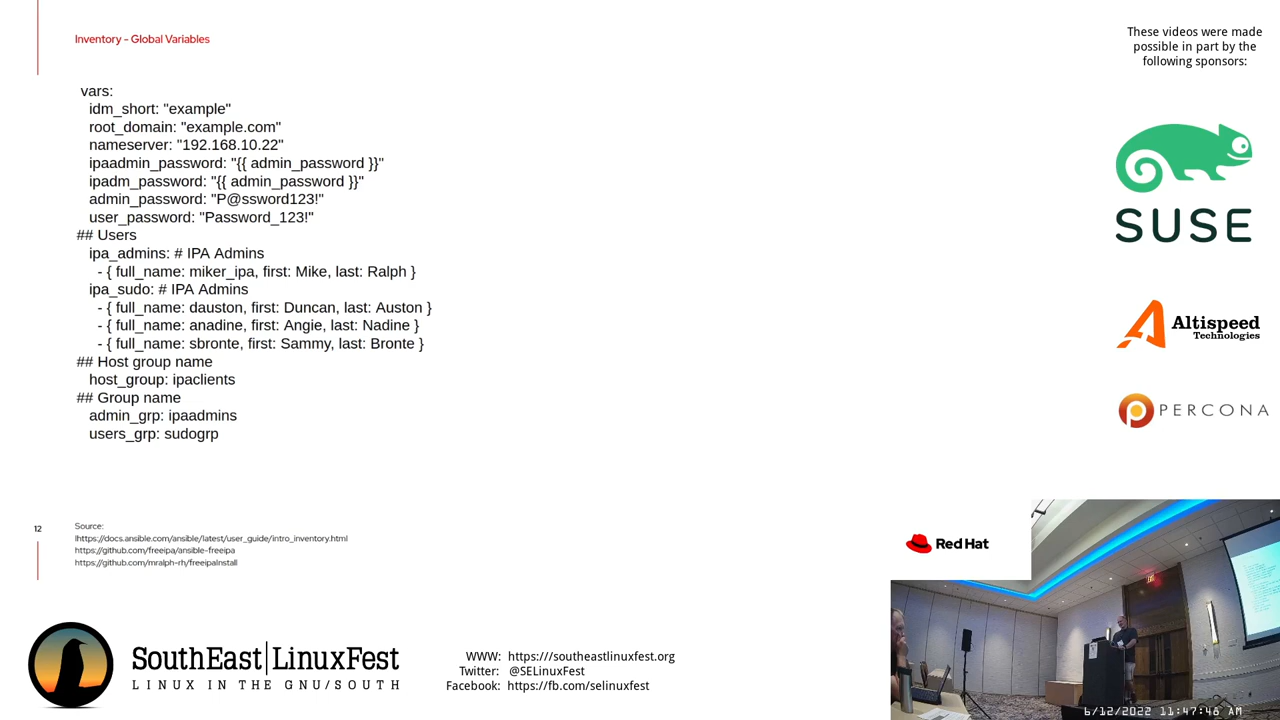 Inventory - Global Variables
vars:
idm_short: "example"
root_domain: "example.com"
nameserver: "192.168.10.22"
ipaadmin_password: "{{ admin_password }}"
ipadm_password: "{{ admin_password }}"
admin_password: "P@ssword123!"
user_password: "Password_123!"
## Users
ipa_admins: # IPA Admins
- { full_name: miker_ipa, first: Mike, last: Ralph }
ipa_sudo: # IPA Admins
- { full_name: dauston, first: Duncan, last: Auston }
- { full_name: anadine, first: Angie, last: Nadine }
- { full_name: sbronte, first: Sammy, last: Bronte }
## Host group name
host_group: ipaclients
## Group name
admin_grp: ipaadmins
users_grp: sudogrp
12
Source:
lhttps://docs.ansible.com/ansible/latest/user_guide/intro_inventory.html
https://github.com/freeipa/ansible-freeipa
https://github.com/mralph-rh/freeipaInstall
Red Hat
These videos were made
possible in part by the
following sponsors:
SUSE
Altispeed
Technologies
PERCONA
SouthEast|LinuxFest
LINUX IN THE GNU/SOUTH
WWW: https:///southeastlinuxfest.org
Twitter: @SELinuxFest
Facebook: https://fb.com/selinuxfest
6/12/2022 11:47:46 AM